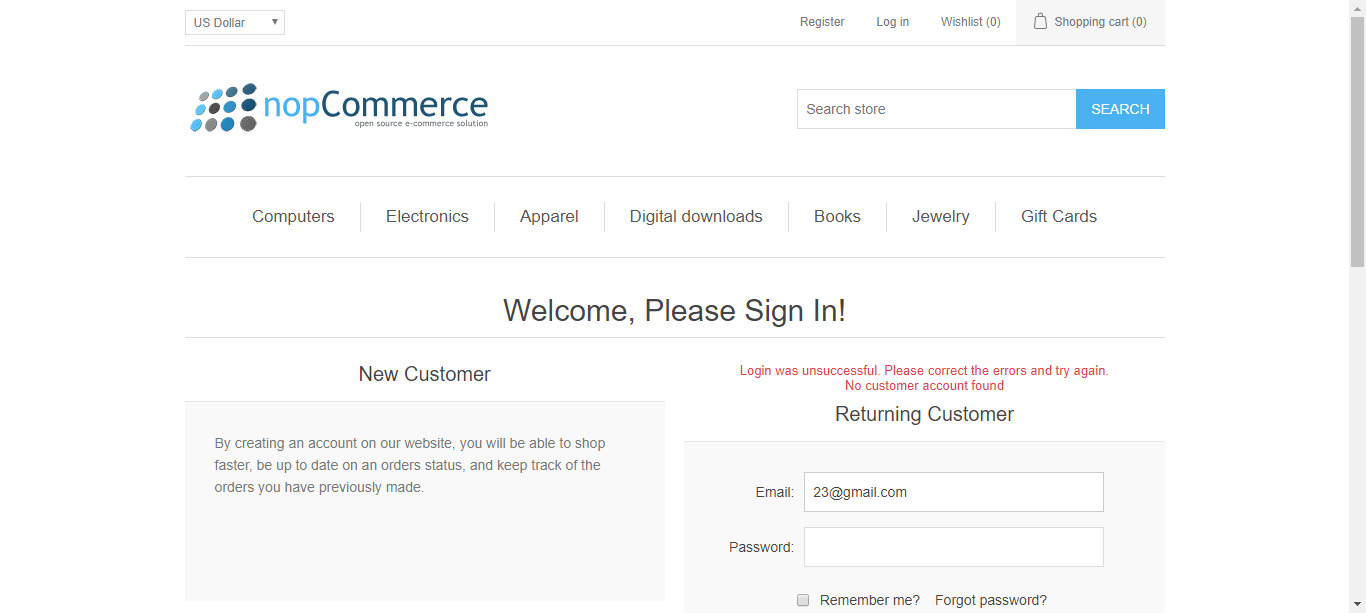 US Dollar
Register
Log in
Wishlist (0)
Shopping cart (0)
nopCommerce
open source e-commerce solution
Search store
SEARCH
Computers
Electronics
Apparel
Digital downloads
Books
Jewelry
Gift Cards
Welcome, Please Sign In!
New Customer
By creating an account on our website, you will be able to shop
faster, be up to date on an orders status, and keep track of the
orders you have previously made.
Login was unsuccessful. Please correct the errors and try again.
No customer account found
Returning Customer
Email:
23@gmail.com
Password:
Remember me?
Forgot password?